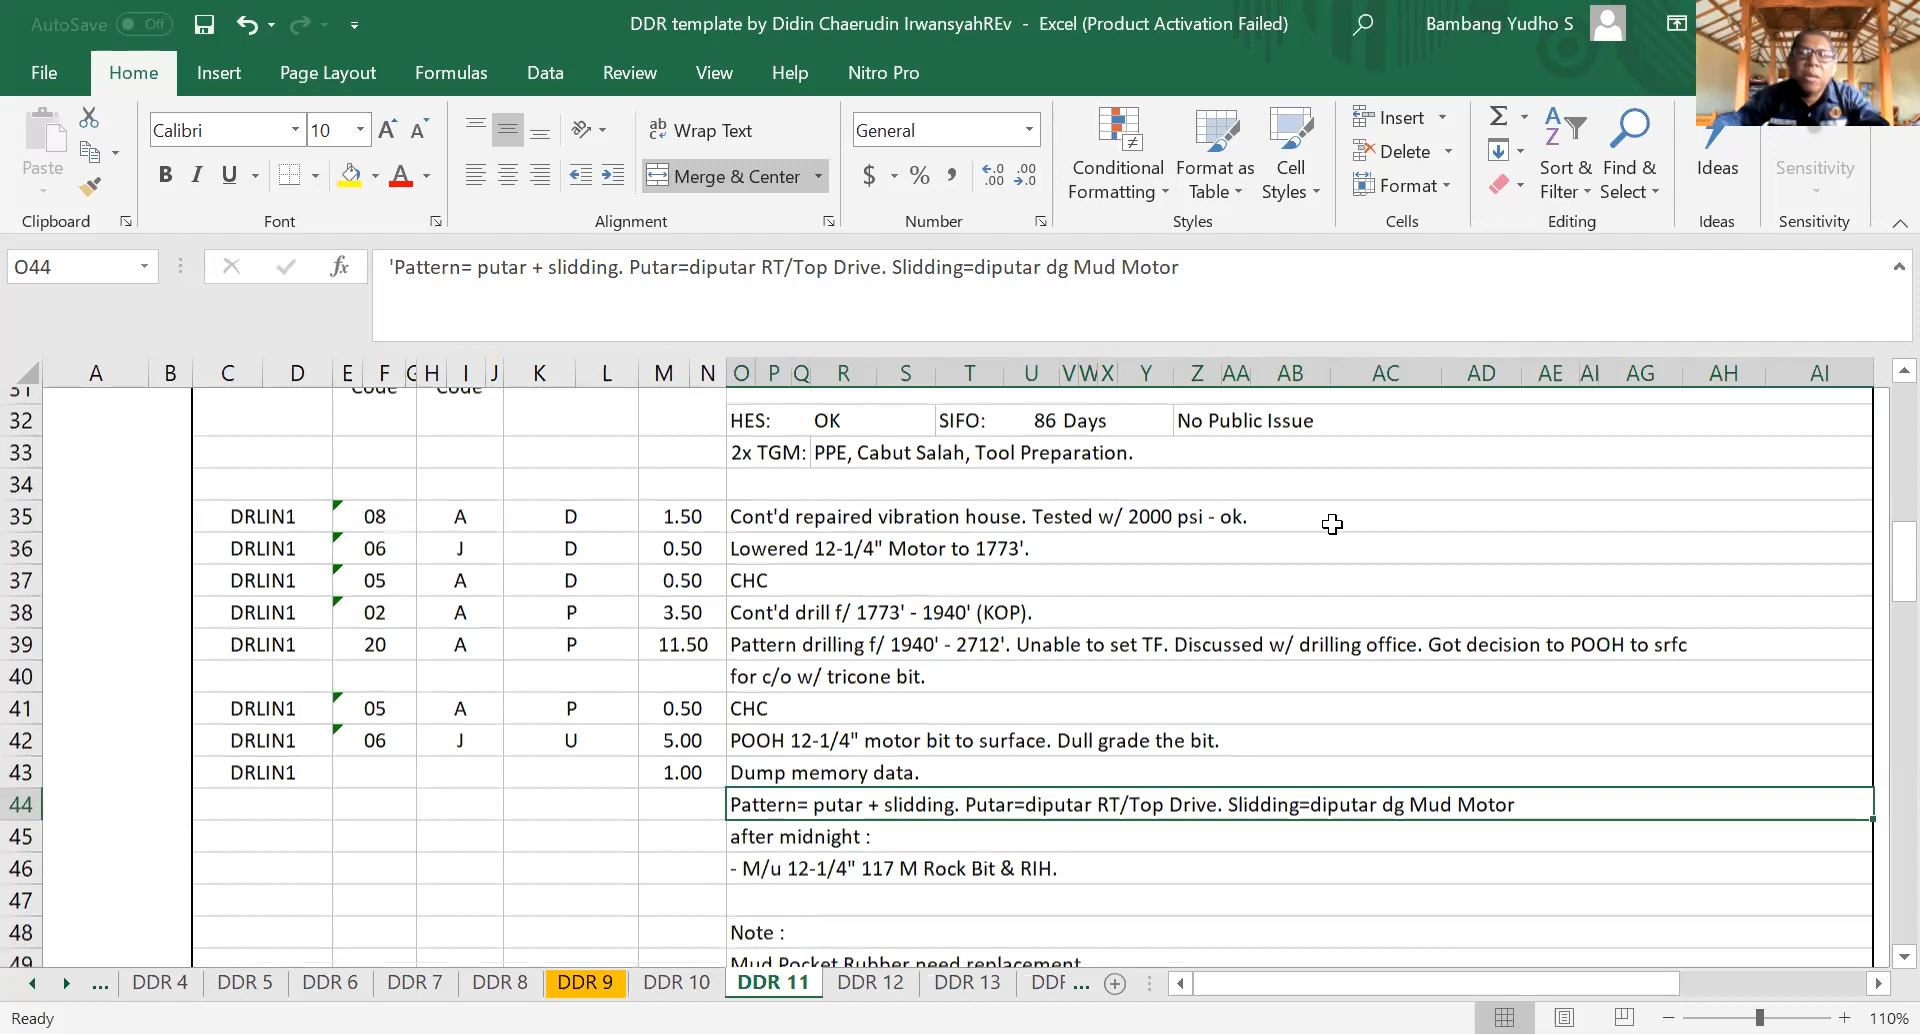 AutoSave Off DDR template by Didin Chaerudin IrwansyahREv - Excel (Product Activation Failed) Bambang Yudho S
File Home Insert Page Layout Formulas Data Review View Help Nitro Pro
Paste
Clipboard
Calibri 10 A A
B I U A
Font
ab Wrap Text
Merge & Center
Alignment
General
$ % 9
Number
Conditional Formatting
Format as Table
Cell Styles
Styles
Insert
Delete
Format
Cells
Sort & Filter
Find & Select
Editing
Ideas
Ideas
Sensitivity
Sensitivity
O44 fx 'Pattern= putar + slidding. Putar=diputar RT/Top Drive. Slidding=diputar dg Mud Motor
A B C D E F G H I J K L M N O P Q R S T U V W X Y Z AA AB AC AD AE AI AG AH AI
31 Code Code
32 HES: OK SIFO: 86 Days No Public Issue
33 2x TGM: PPE, Cabut Salah, Tool Preparation.
34
35 DRLIN1 08 A D 1.50 Cont'd repaired vibration house. Tested w/ 2000 psi - ok.
36 DRLIN1 06 J D 0.50 Lowered 12-1/4" Motor to 1773'.
37 DRLIN1 05 A D 0.50 CHC
38 DRLIN1 02 A P 3.50 Cont'd drill f/ 1773' - 1940' (KOP).
39 DRLIN1 20 A P 11.50 Pattern drilling f/ 1940' - 2712'. Unable to set TF. Discussed w/ drilling office. Got decision to POOH to srfc
40 for c/o w/ tricone bit.
41 DRLIN1 05 A P 0.50 CHC
42 DRLIN1 06 J U 5.00 POOH 12-1/4" motor bit to surface. Dull grade the bit.
43 DRLIN1 1.00 Dump memory data.
44 Pattern= putar + slidding. Putar=diputar RT/Top Drive. Slidding=diputar dg Mud Motor
45 after midnight :
46 - M/u 12-1/4" 117 M Rock Bit & RIH.
47
48 Note :
49 Mud Pocket Rubber need replacement
... DDR 4 DDR 5 DDR 6 DDR 7 DDR 8 DDR 9 DDR 10 DDR 11 DDR 12 DDR 13 DDF ...
Ready 110%